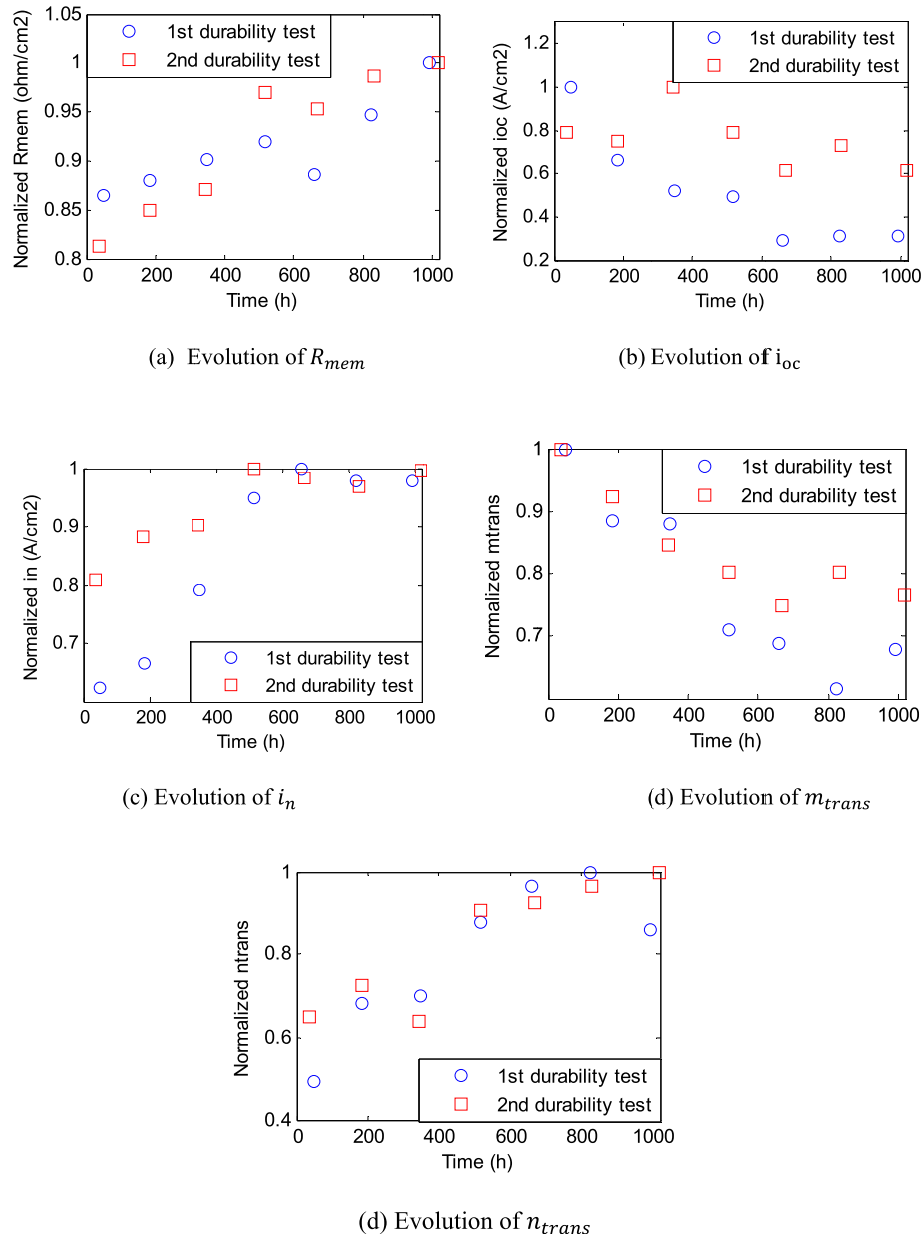 1.05
1
0.95
0.9
0.85
0.8
Normalized Rmem (ohm/cm2)
1st durability test
2nd durability test
0 200 400 600 800 1000
Time (h)
(a) Evolution of R_mem
1.2
1
0.8
0.6
0.4
0.2
Normalized ioc (A/cm2)
1st durability test
2nd durability test
0 200 400 600 800 1000
Time (h)
(b) Evolution of i_oc
1
0.9
0.8
0.7
Normalized in (A/cm2)
1st durability test
2nd durability test
0 200 400 600 800 1000
Time (h)
(c) Evolution of i_n
1
0.9
0.8
0.7
Normalized mtrans
1st durability test
2nd durability test
0 200 400 600 800 1000
Time (h)
(d) Evolution of m_trans
1
0.8
0.6
0.4
Normalized ntrans
1st durability test
2nd durability test
0 200 400 600 800 1000
Time (h)
(d) Evolution of n_trans